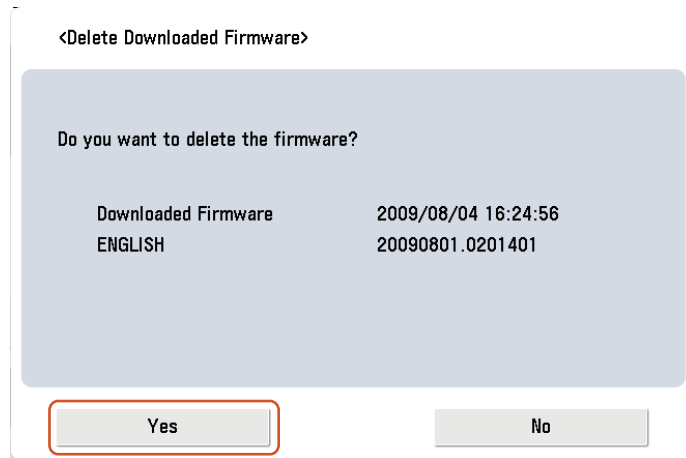 <Delete Downloaded Firmware>
Do you want to delete the firmware?
Downloaded Firmware 2009/08/04 16:24:56
ENGLISH 20090801.0201401
Yes No